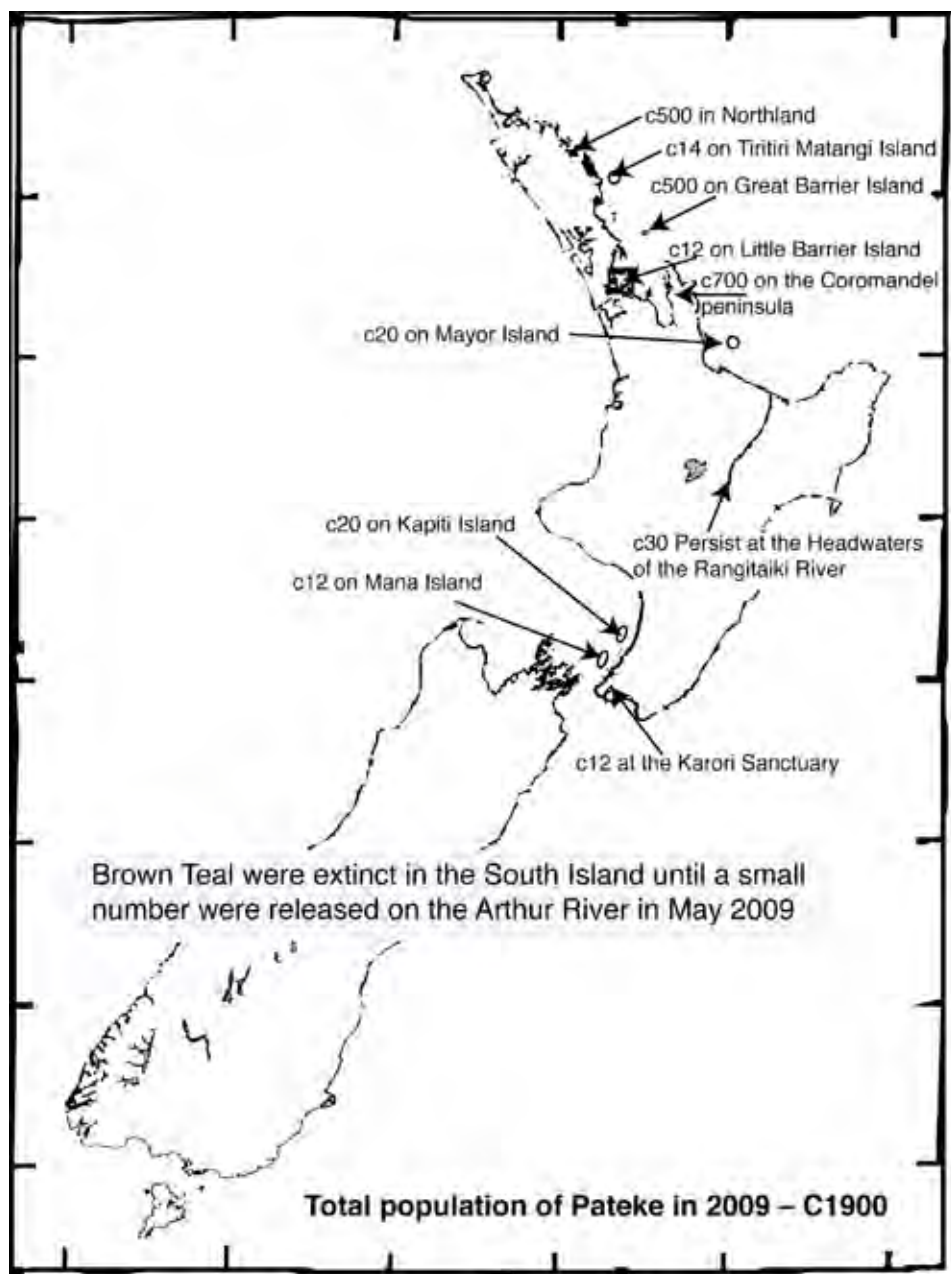 c500 in Northland
c14 on Tiritiri Matangi Island
c500 on Great Barrier Island
c12 on Little Barrier Island
c700 on the Coromandel
peninsula
c20 on Mayor Island
c20 on Kapiti Island
c30 Persist at the Headwaters
of the Rangitaiki River
c12 on Mana Island
c12 at the Karori Sanctuary
Brown Teal were extinct in the South Island until a small
number were released on the Arthur River in May 2009
Total population of Pateke in 2009 – C1900